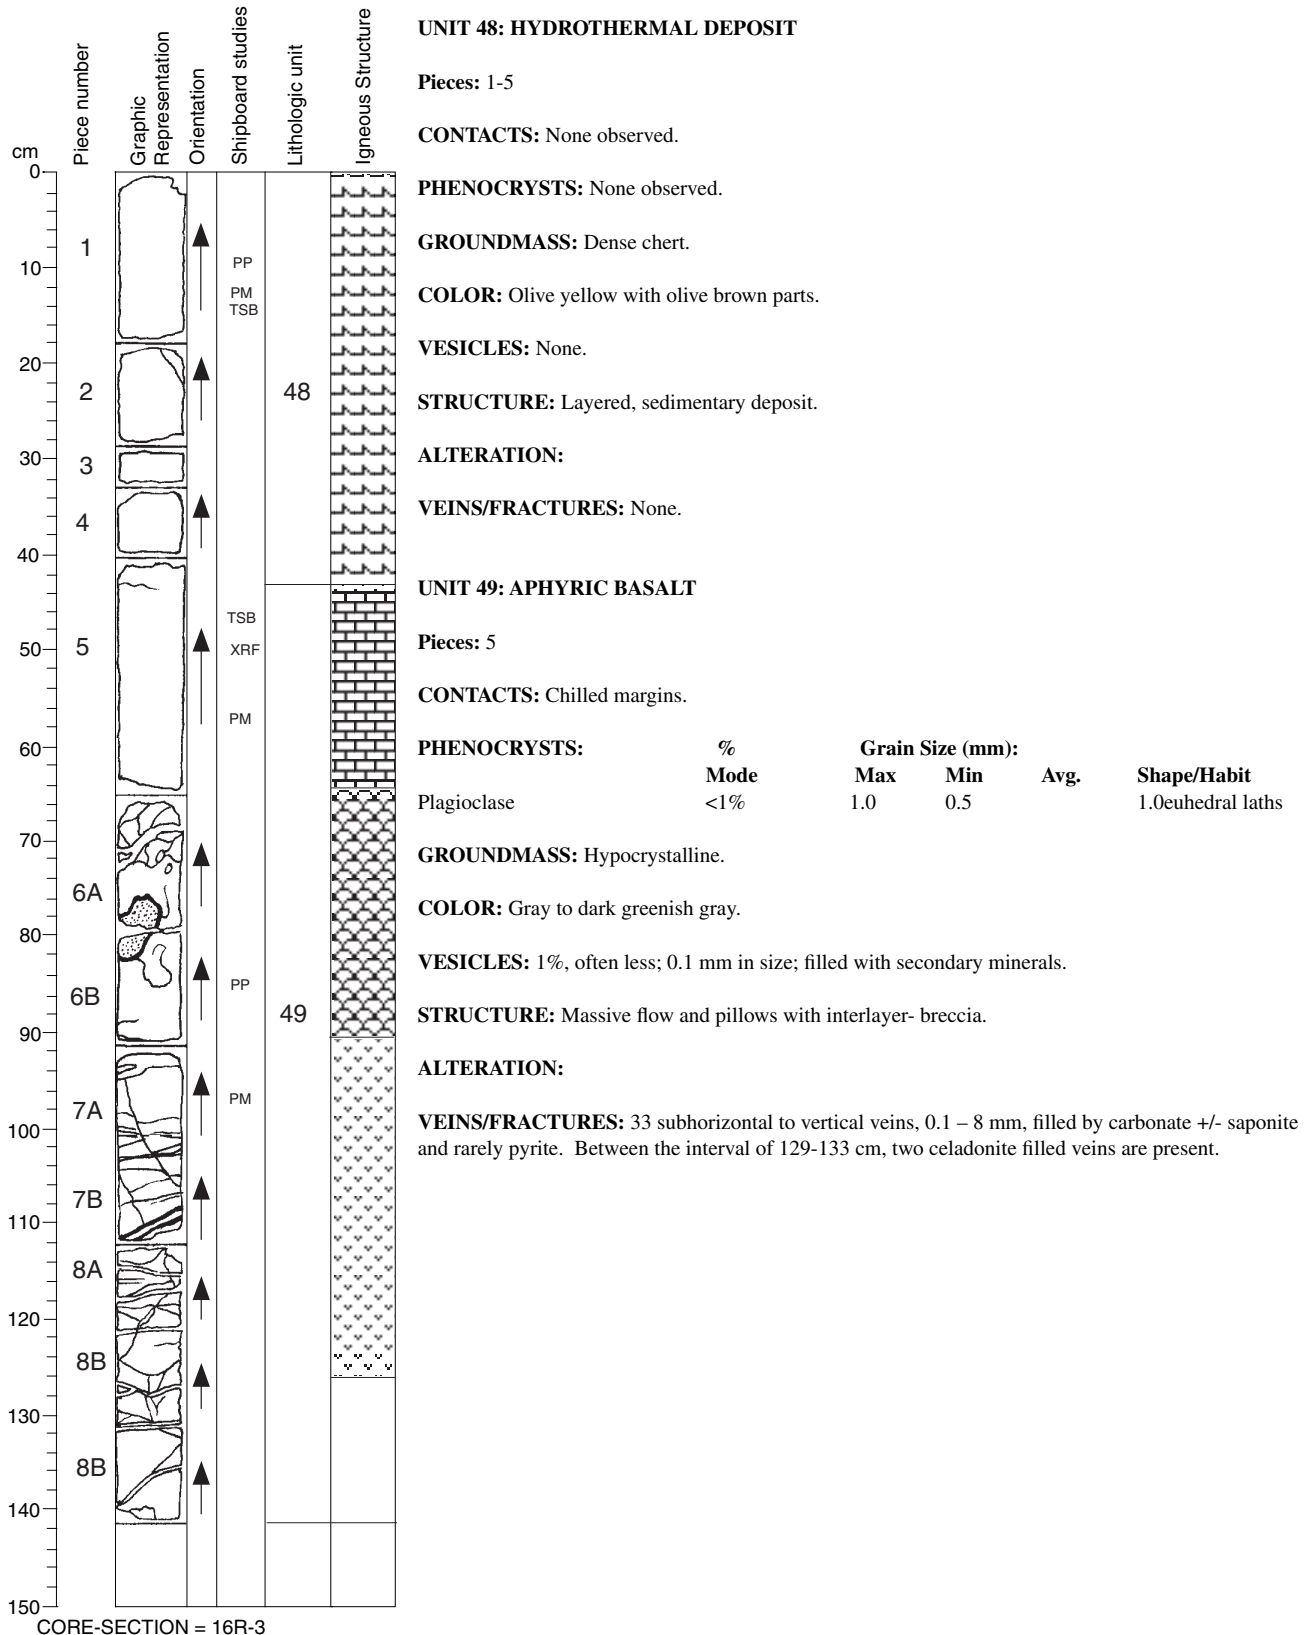 cm
Piece number
Graphic
Representation
Orientation
Shipboard studies
Lithologic unit
Igneous Structure
0
10
20
30
40
50
60
70
80
90
100
110
120
130
140
150
1
2
3
4
5
6A
6B
7A
7B
8A
8B
8B
PP
PM
TSB
TSB
XRF
PM
PP
PM
48
49
CORE-SECTION = 16R-3
UNIT 48: HYDROTHERMAL DEPOSIT
Pieces: 1-5
CONTACTS: None observed.
PHENOCRYSTS: None observed.
GROUNDMASS: Dense chert.
COLOR: Olive yellow with olive brown parts.
VESICLES: None.
STRUCTURE: Layered, sedimentary deposit.
ALTERATION:
VEINS/FRACTURES: None.
UNIT 49: APHYRIC BASALT
Pieces: 5
CONTACTS: Chilled margins.
PHENOCRYSTS: % Grain Size (mm):
Mode Max Min Avg. Shape/Habit
Plagioclase <1% 1.0 0.5 1.0euhedral laths
GROUNDMASS: Hypocrystalline.
COLOR: Gray to dark greenish gray.
VESICLES: 1%, often less; 0.1 mm in size; filled with secondary minerals.
STRUCTURE: Massive flow and pillows with interlayer- breccia.
ALTERATION:
VEINS/FRACTURES: 33 subhorizontal to vertical veins, 0.1 – 8 mm, filled by carbonate +/- saponite
and rarely pyrite. Between the interval of 129-133 cm, two celadonite filled veins are present.